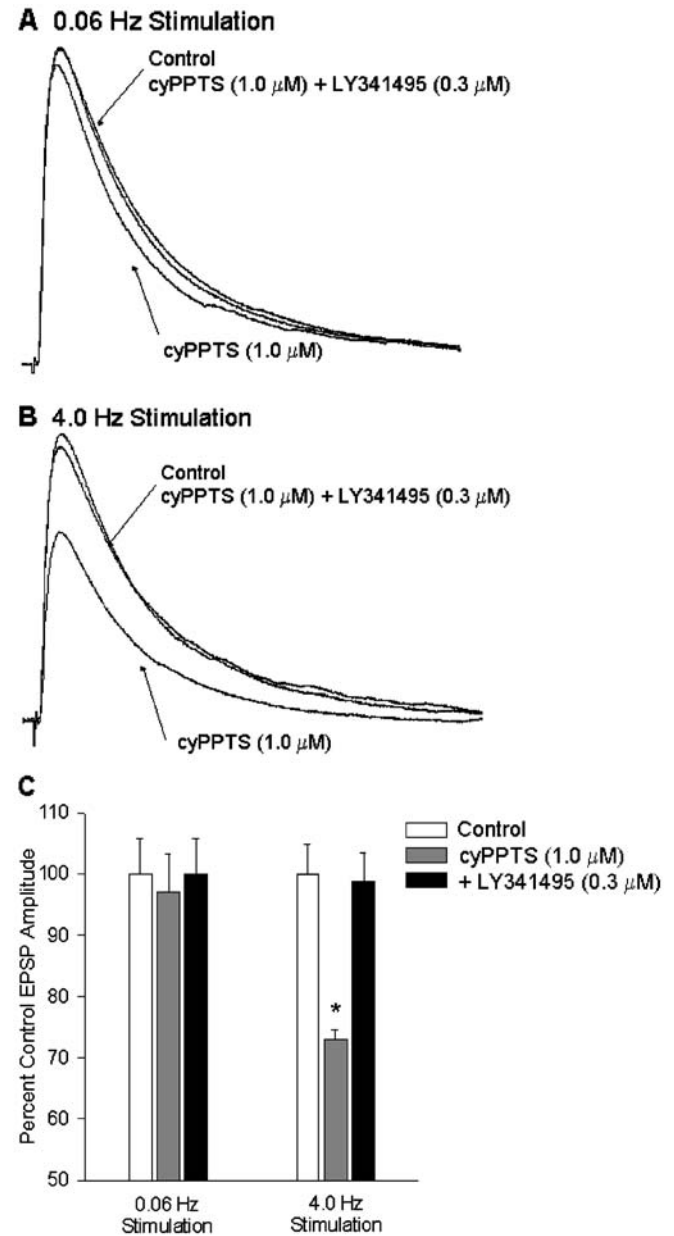 A 0.06 Hz Stimulation
Control
cyPPTS (1.0 μM) + LY341495 (0.3 μM)
cyPPTS (1.0 μM)
B 4.0 Hz Stimulation
Control
cyPPTS (1.0 μM) + LY341495 (0.3 μM)
cyPPTS (1.0 μM)
C
Percent Control EPSP Amplitude
110
100
90
80
70
60
50
*
Control
cyPPTS (1.0 μM)
+ LY341495 (0.3 μM)
0.06 Hz
Stimulation
4.0 Hz
Stimulation